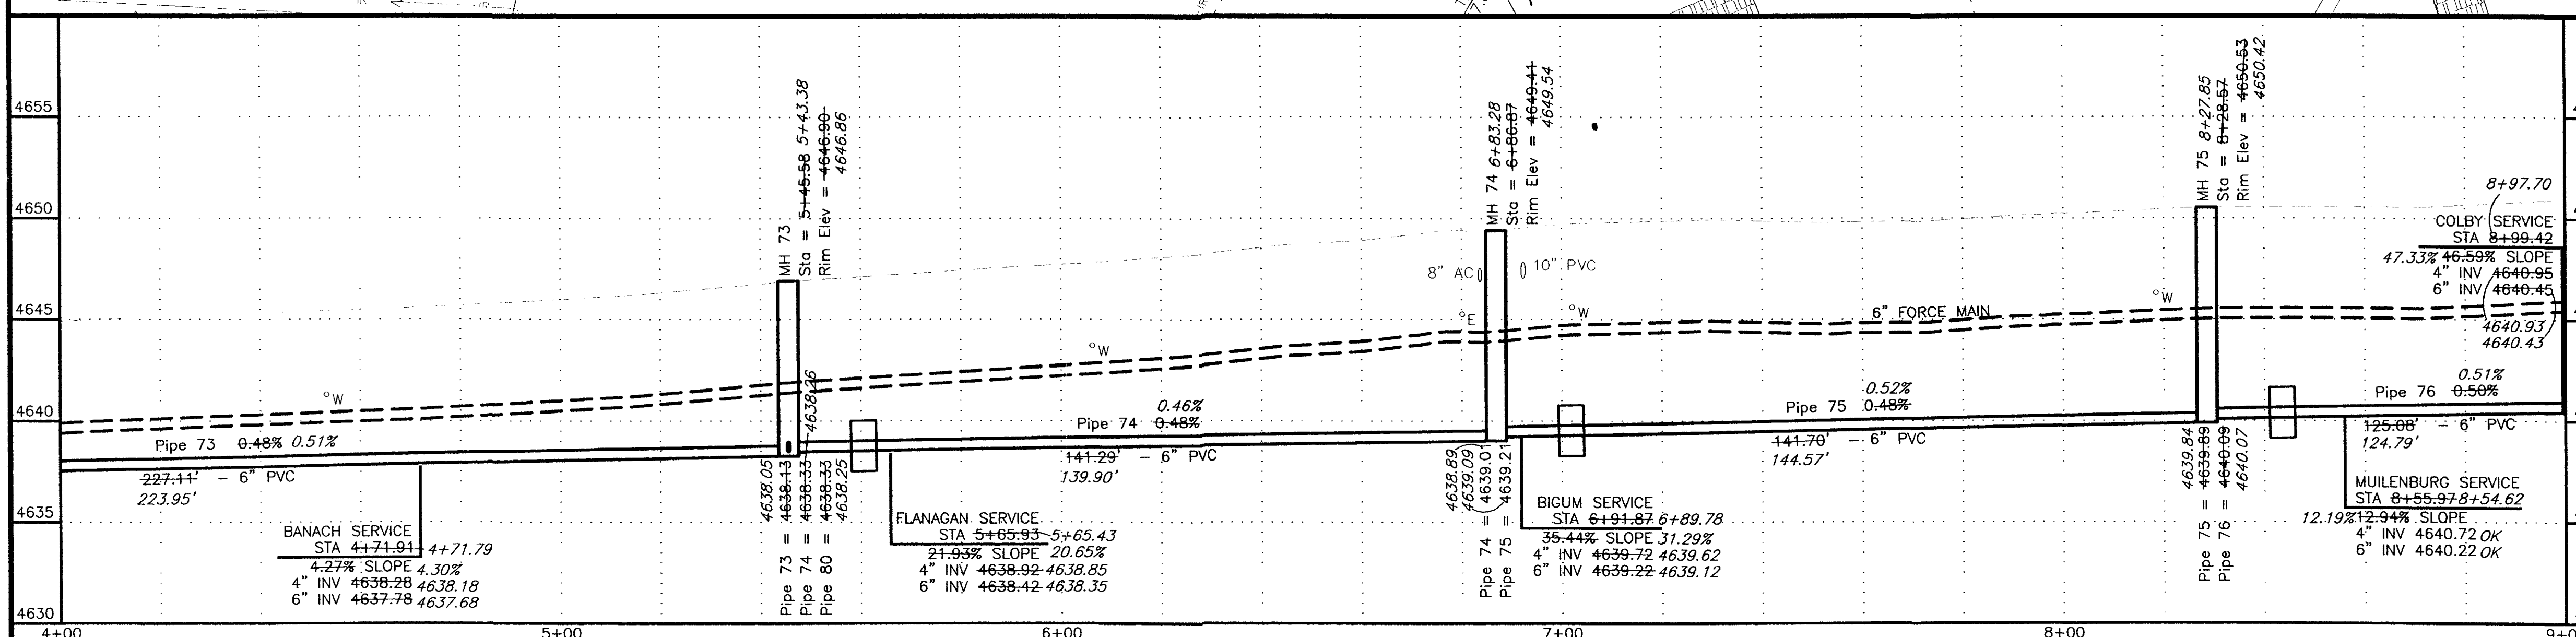 4655
4650
4645
4640
4635
4630
4+00
5+00
6+00
7+00
8+00
MH 73
Sta = 5+45.58 5+43.38
Rim Elev = 4646.90
4646.86
MH 74 6+83.28
Sta = 6+86.87
Rim Elev = 4649.41
4649.54
MH 75 8+27.85
Sta = 8+28.57
Rim Elev = 4650.53
4650.42
8+97.70
COLBY SERVICE
STA 8+99.42
47.33% 46.59% SLOPE
4" INV 4640.95
6" INV 4640.45
4640.93
4640.43
8" AC
10" PVC
°E
°W
°W
°W
°W
6" FORCE MAIN
Pipe 73 0.48% 0.51%
227.11' - 6" PVC
223.95'
4638.26
0.46%
Pipe 74 0.48%
141.29' - 6" PVC
139.90'
0.52%
Pipe 75 0.48%
141.70' - 6" PVC
144.57'
0.51%
Pipe 76 0.50%
125.08' - 6" PVC
124.79'
BANACH SERVICE
STA 4+71.91 4+71.79
4.27% SLOPE 4.30%
4" INV 4638.28 4638.18
6" INV 4637.78 4637.68
4638.05
Pipe 73 = 4638.13
Pipe 74 = 4638.33
Pipe 80 = 4638.33
4638.25
FLANAGAN SERVICE
STA 5+65.93 5+65.43
21.93% SLOPE 20.65%
4" INV 4638.92 4638.85
6" INV 4638.42 4638.35
4638.89
4639.09
Pipe 74 = 4639.01
Pipe 75 = 4639.21
BIGUM SERVICE
STA 6+91.87 6+89.78
35.44% SLOPE 31.29%
4" INV 4639.72 4639.62
6" INV 4639.22 4639.12
4639.84
Pipe 75 = 4639.89
Pipe 76 = 4640.09
4640.07
MUILENBURG SERVICE
STA 8+55.97 8+54.62
12.19% 12.94% SLOPE
4" INV 4640.72 OK
6" INV 4640.22 OK